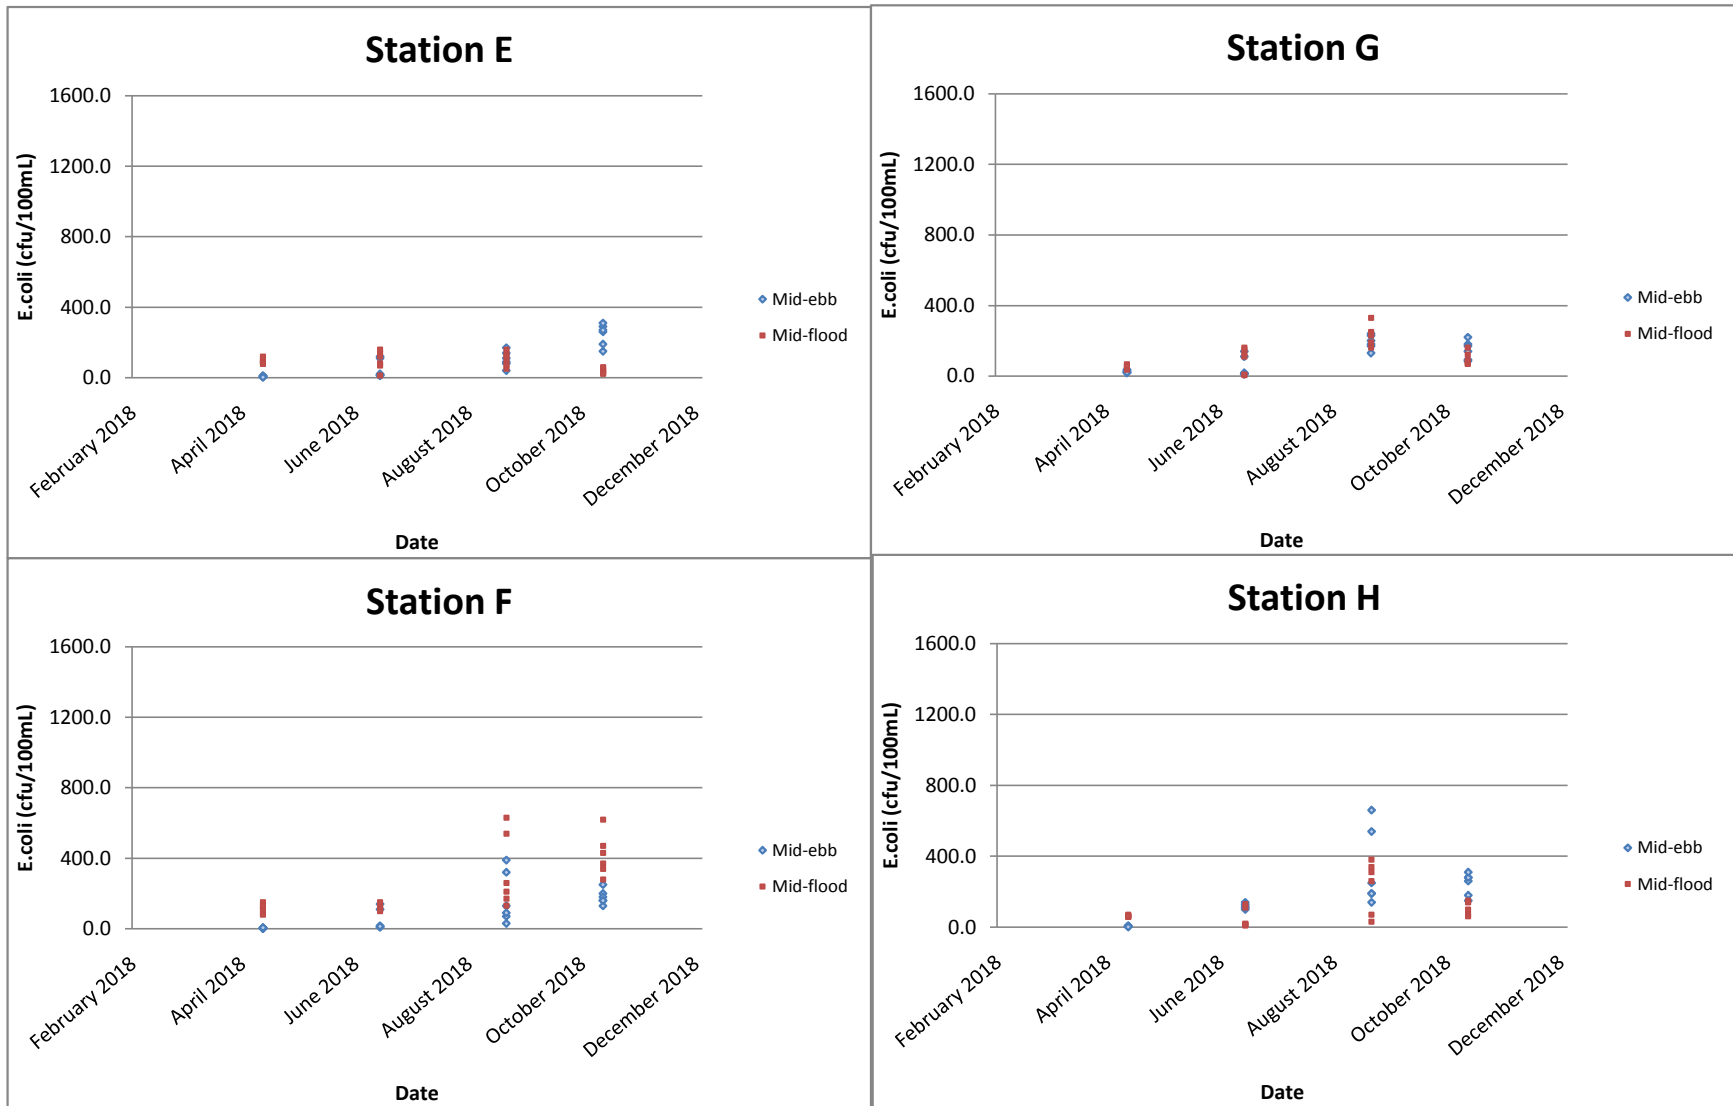 Station E
1600.0
1200.0
800.0
400.0
0.0
E.coli (cfu/100mL)
February 2018
April 2018
June 2018
August 2018
October 2018
December 2018
Date
Mid-ebb
Mid-flood
Station G
1600.0
1200.0
800.0
400.0
0.0
E.coli (cfu/100mL)
February 2018
April 2018
June 2018
August 2018
October 2018
December 2018
Date
Mid-ebb
Mid-flood
Station F
1600.0
1200.0
800.0
400.0
0.0
E.coli (cfu/100mL)
February 2018
April 2018
June 2018
August 2018
October 2018
December 2018
Date
Mid-ebb
Mid-flood
Station H
1600.0
1200.0
800.0
400.0
0.0
E.coli (cfu/100mL)
February 2018
April 2018
June 2018
August 2018
October 2018
December 2018
Date
Mid-ebb
Mid-flood